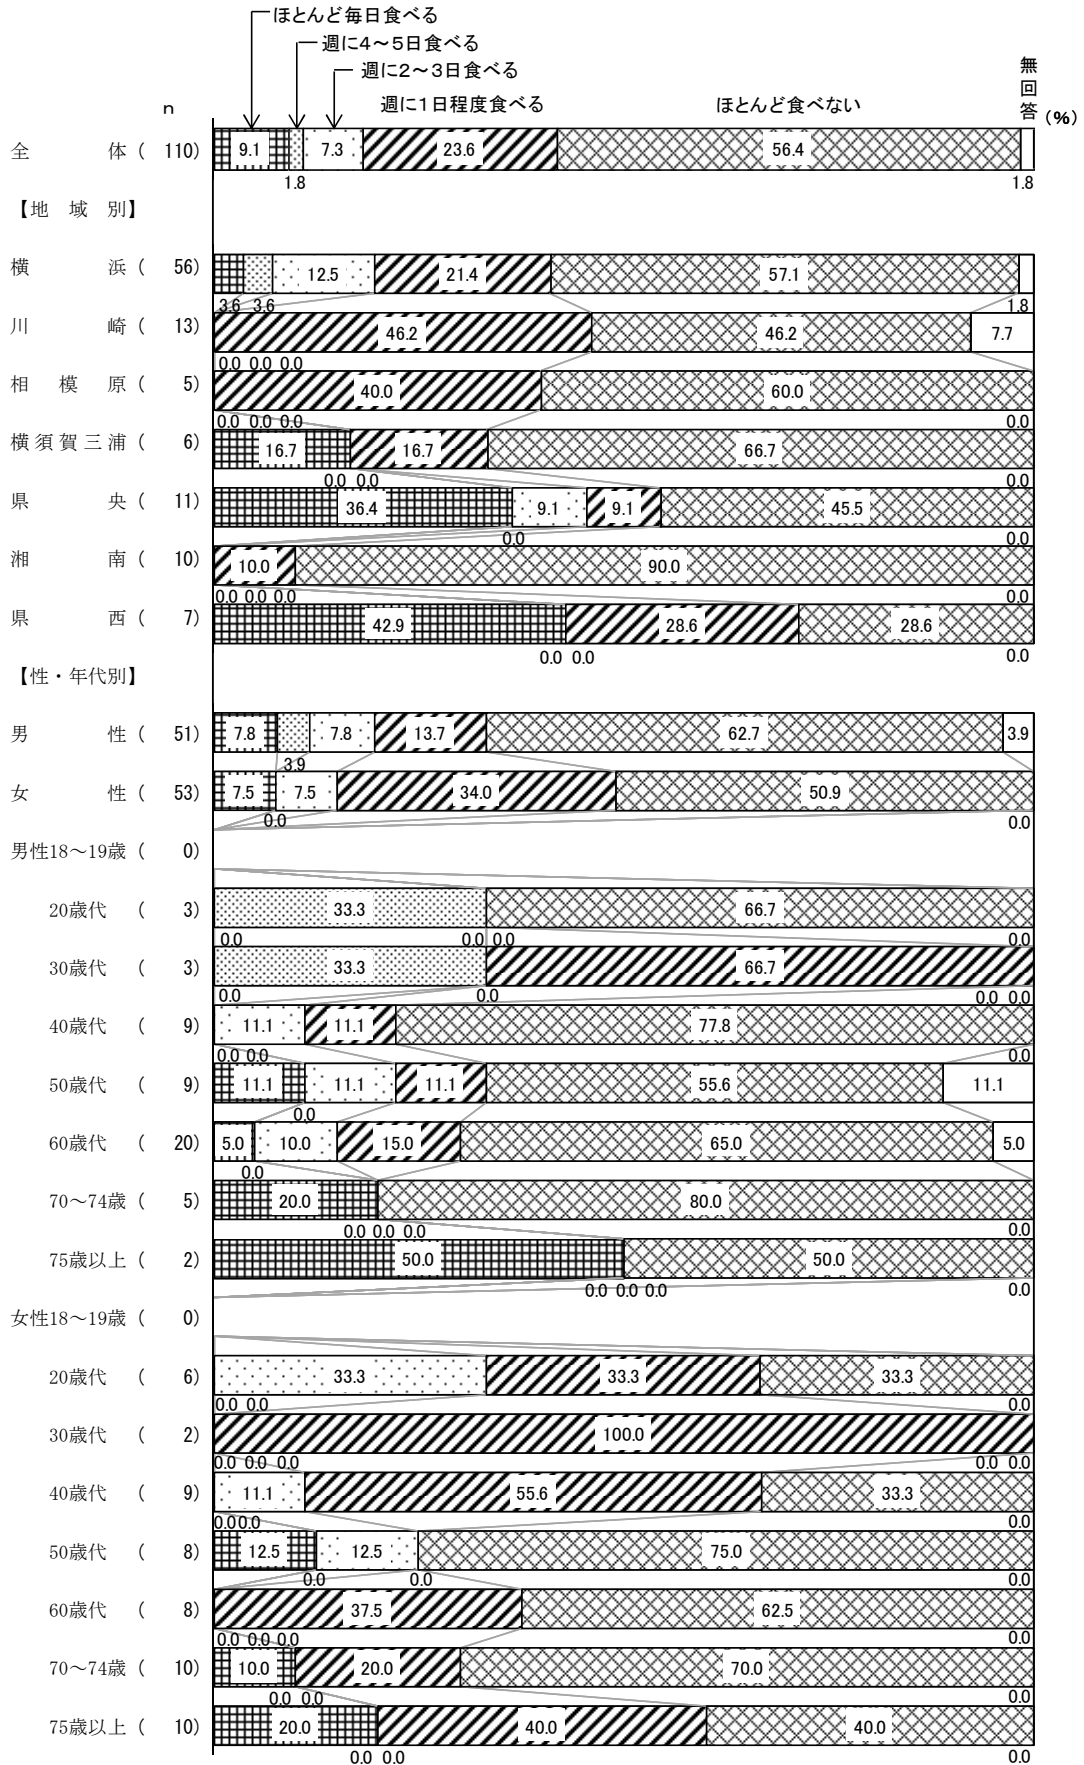 ほとんど毎日食べる
週に4～5日食べる
週に2～3日食べる
週に1日程度食べる ほとんど食べない 無回答 (%)
n
全体( 110) 9.1 7.3 23.6 56.4
1.8 1.8
【地域別】
横浜( 56) 12.5 21.4 57.1
3.6 3.6 1.8
川崎( 13) 46.2 46.2 7.7
0.0 0.0 0.0
相模原( 5) 40.0 60.0
0.0 0.0 0.0 0.0
横須賀三浦( 6) 16.7 16.7 66.7
0.0 0.0 0.0
県央( 11) 36.4 9.1 9.1 45.5
0.0 0.0
湘南( 10) 10.0 90.0
0.0 0.0 0.0 0.0
県西( 7) 42.9 28.6 28.6
0.0 0.0 0.0
【性・年代別】
男性( 51) 7.8 7.8 13.7 62.7 3.9
3.9
女性( 53) 7.5 7.5 34.0 50.9
0.0 0.0
男性18～19歳( 0)
20歳代( 3) 33.3 66.7
0.0 0.0 0.0 0.0
30歳代( 3) 33.3 66.7
0.0 0.0 0.0 0.0
40歳代( 9) 11.1 11.1 77.8
0.0 0.0 0.0
50歳代( 9) 11.1 11.1 11.1 55.6 11.1
0.0
60歳代( 20) 5.0 10.0 15.0 65.0 5.0
0.0
70～74歳( 5) 20.0 80.0
0.0 0.0 0.0 0.0
75歳以上( 2) 50.0 50.0
0.0 0.0 0.0 0.0
女性18～19歳( 0)
20歳代( 6) 33.3 33.3 33.3
0.0 0.0 0.0
30歳代( 2) 100.0
0.0 0.0 0.0 0.0 0.0
40歳代( 9) 11.1 55.6 33.3
0.0 0.0 0.0
50歳代( 8) 12.5 12.5 75.0
0.0 0.0 0.0
60歳代( 8) 37.5 62.5
0.0 0.0 0.0 0.0
70～74歳( 10) 10.0 20.0 70.0
0.0 0.0 0.0
75歳以上( 10) 20.0 40.0 40.0
0.0 0.0 0.0